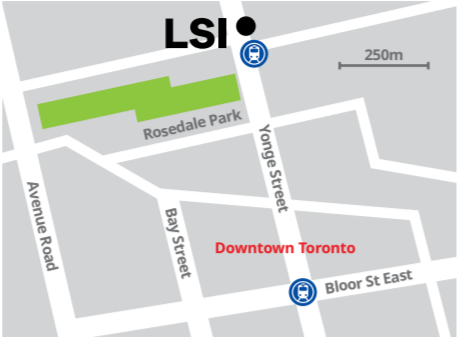 LSI
250m
Rosedale Park
Yonge Street
Avenue Road
Bay Street
Downtown Toronto
Bloor St East